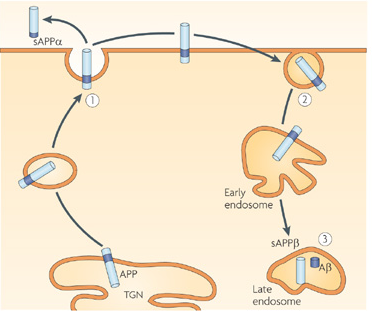 sAPPα
1
2
Early
endosome
sAPPβ
3
Aβ
APP
TGN
Late
endosome